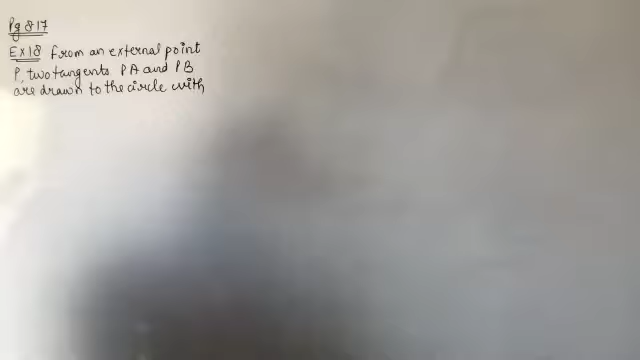 Pg 817
Ex 18 From an external point
P, two tangents PA and PB
are drawn to the circle with